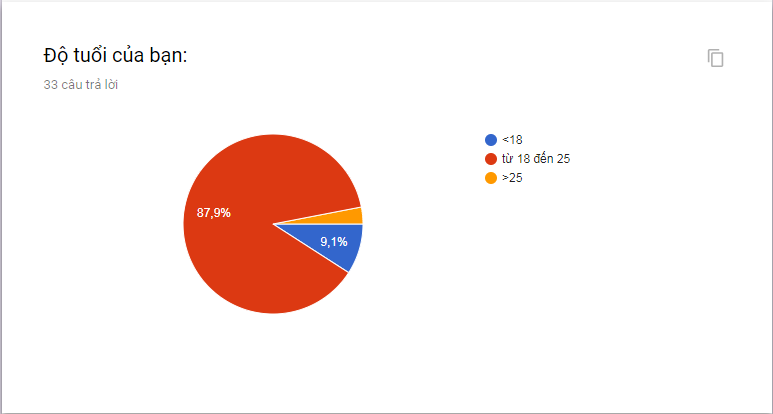 Độ tuổi của bạn:
33 câu trả lời
<18
từ 18 đến 25
>25
87,9%
9,1%